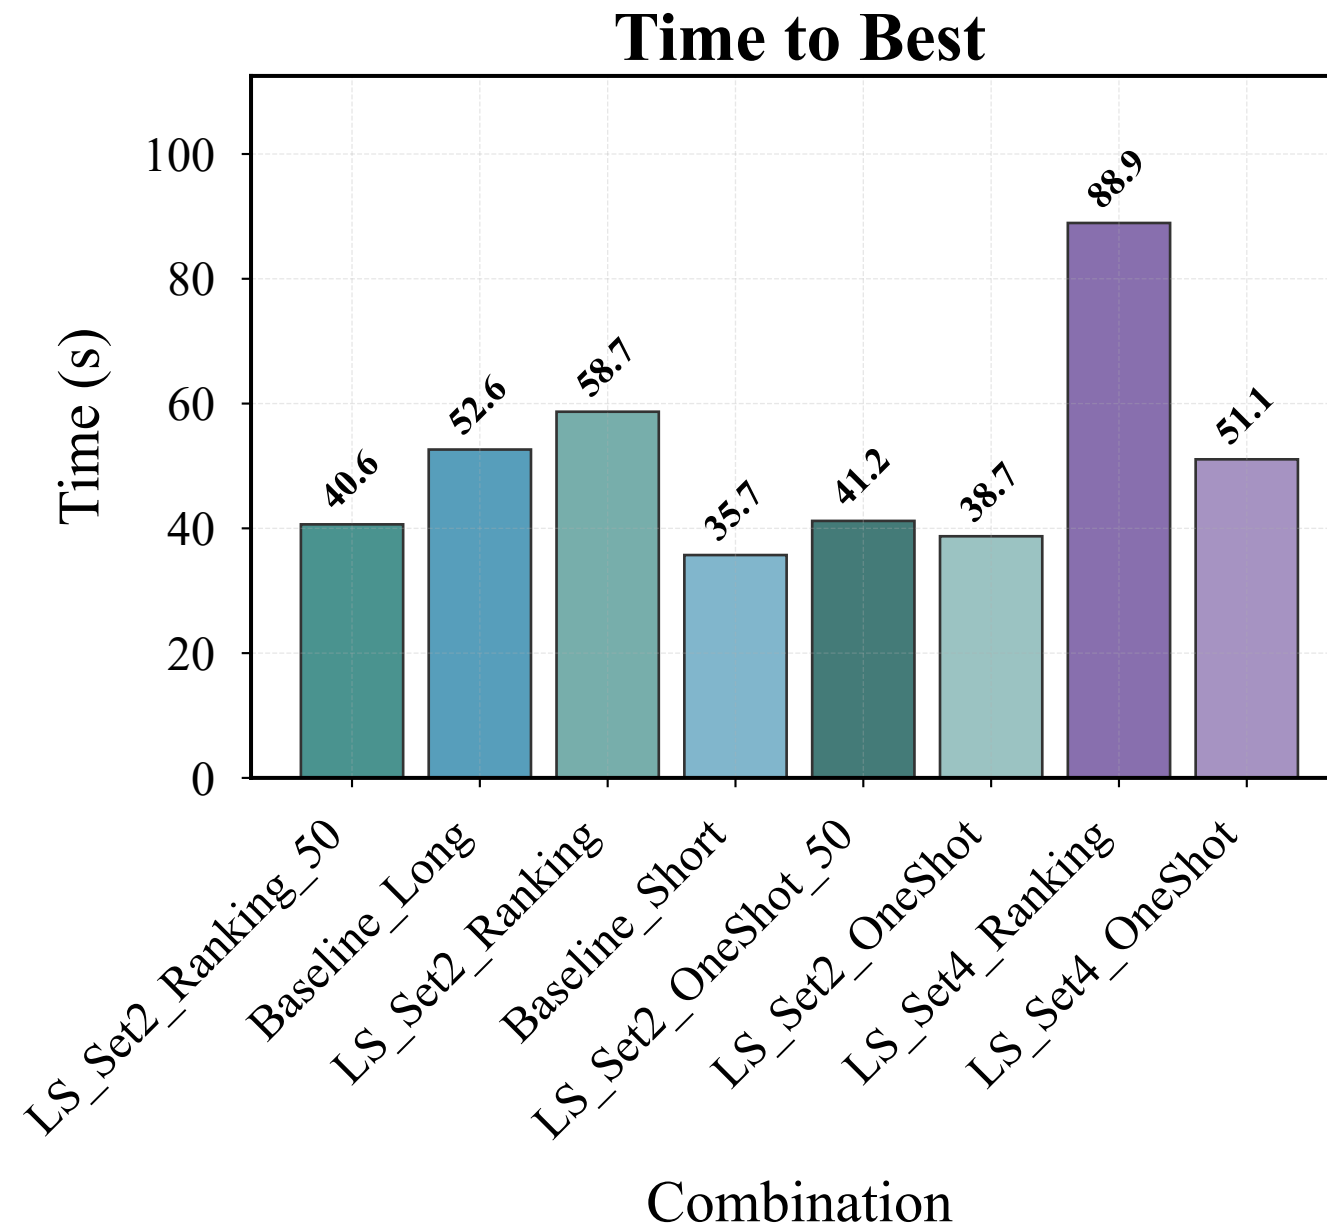 Time to Best
Time (s)
100
80
60
40
20
0
40.6
52.6
58.7
35.7
41.2
38.7
88.9
51.1
LS_Set2_Ranking_50
Baseline_Long
LS_Set2_Ranking
Baseline_Short
LS_Set2_OneShot_50
LS_Set2_OneShot
LS_Set4_Ranking
LS_Set4_OneShot
Combination